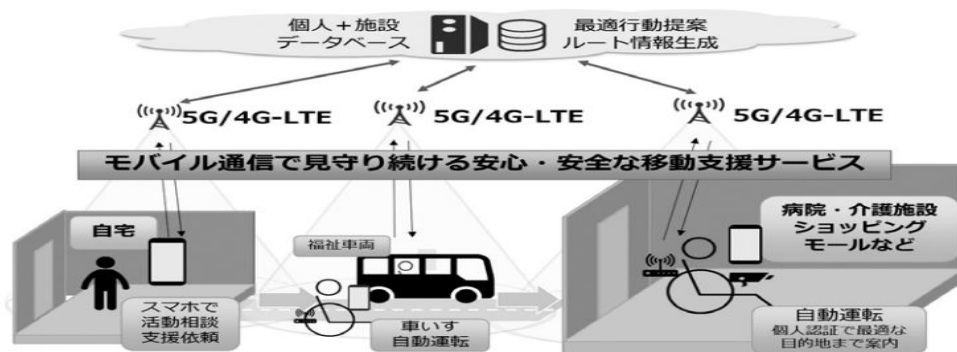 個人＋施設
データベース
最適行動提案
ルート情報生成
5G/4G-LTE
5G/4G-LTE
5G/4G-LTE
モバイル通信で見守り続ける安心・安全な移動支援サービス
自宅
スマホで
活動相談
支援依頼
福祉車両
車いす
自動運転
病院・介護施設
ショッピング
モールなど
自動運転
個人認証で最適な
目的地まで案内